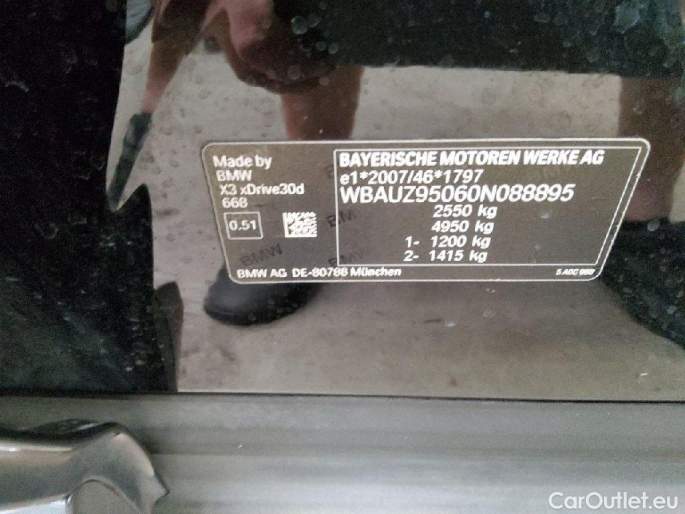 Made by
BMW
X3 xDrive30d
668
0.51
BAYERISCHE MOTOREN WERKE AG
e1*2007/46*1797
WBAUZ95060N088895
2550 kg
4950 kg
1- 1200 kg
2- 1415 kg
BMW AG DE-80788 München
CarOutlet.eu